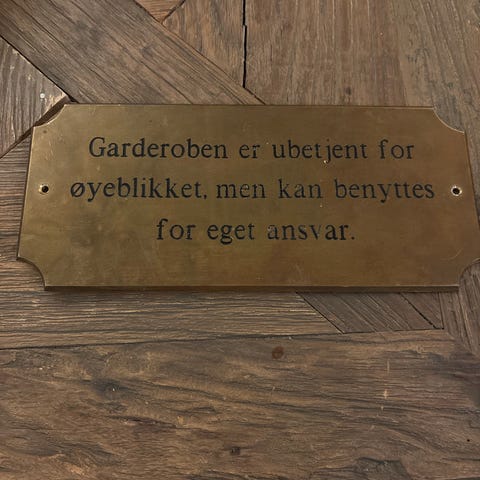 Garderoben er ubetjent for
øyeblikket, men kan benyttes
for eget ansvar.